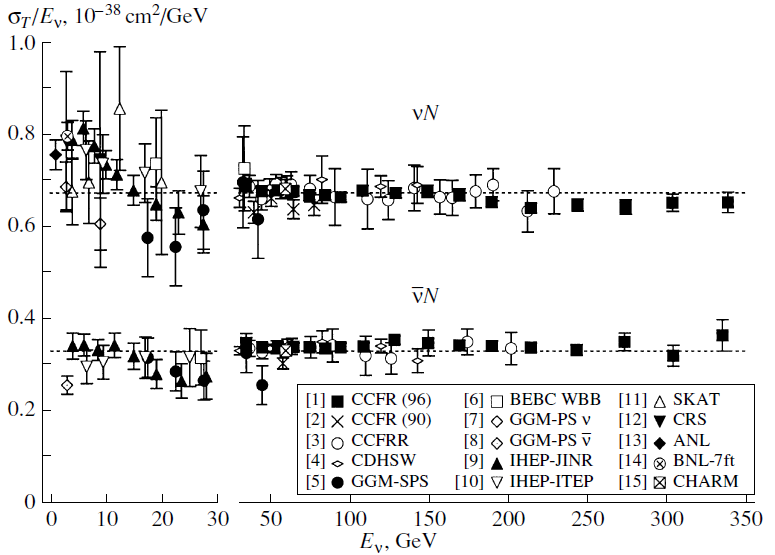 σ_T/E_ν, 10⁻³⁸ cm²/GeV
1.0
0.8
0.6
0.4
0.2
0
νN
ν̅N
[1] ■ CCFR (96) [6] □ BEBC WBB [11] △ SKAT
[2] × CCFR (90) [7] ◇ GGM-PS ν [12] ▼ CRS
[3] ○ CCFRR [8] ◇ GGM-PS ν̅ [13] ◆ ANL
[4] ◇ CDHSW [9] ▲ IHEP-JINR [14] ⊗ BNL-7ft
[5] ● GGM-SPS [10] ▽ IHEP-ITEP [15] ⊠ CHARM
0 10 20 30 50 100 150 200 250 300 350
E_ν, GeV